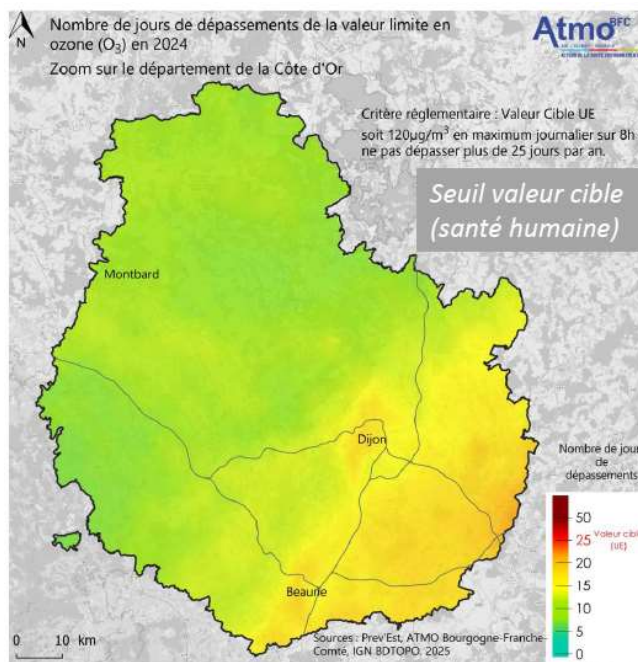 Nombre de jours de dépassements de la valeur limite en
ozone (O₃) en 2024
Zoom sur le département de la Côte d'Or
N
Atmo BFC
Critère réglementaire : Valeur Cible UE
soit 120µg/m³ en maximum journalier sur 8h
ne pas dépasser plus de 25 jours par an.
Seuil valeur cible
(santé humaine)
Montbard
Dijon
Beaune
Nombre de jour
de
dépassements
50
25 Valeur cibl
(UE)
20
15
10
5
0
0 10 km
Sources : Prev'Est, ATMO Bourgogne-Franche-
Comté, IGN BDTOPO, 2025